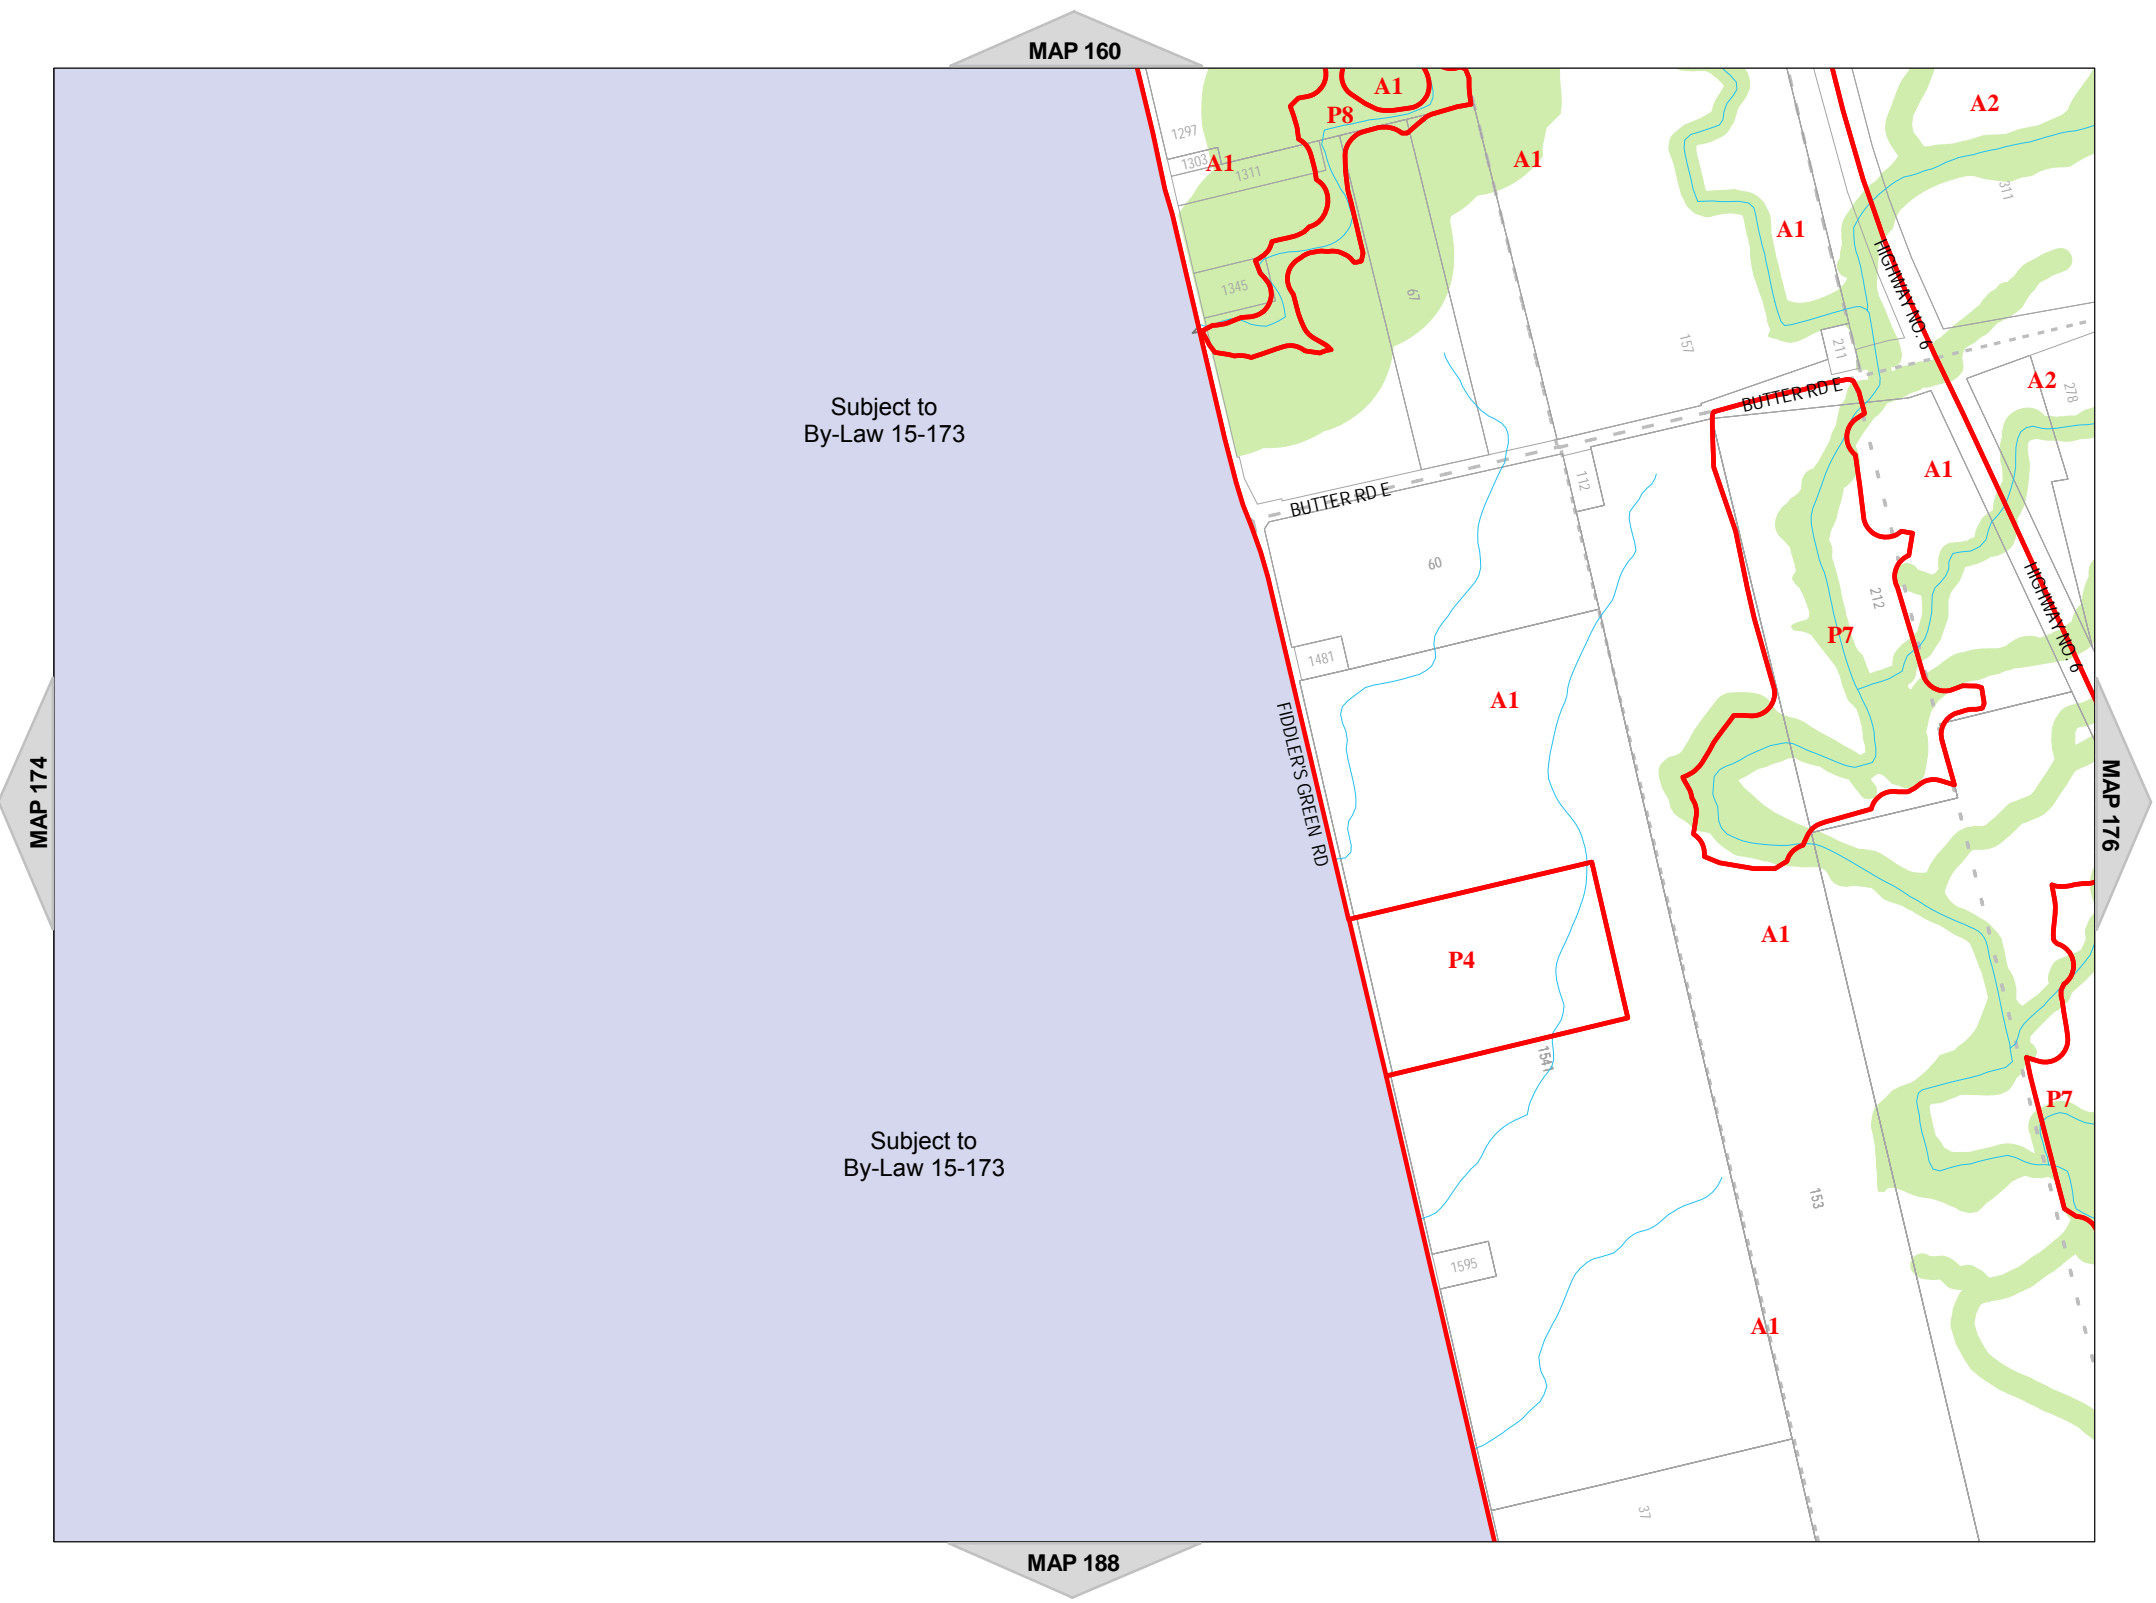 MAP 160
A1
A2
P8
1297
1303
A1
1311
A1
311
A1
HIGHWAY NO. 6
1345
67
157
211
A2
278
BUTTER RD E
Subject to
By-Law 15-173
A1
112
BUTTER RD E
60
212
HIGHWAY NO. 6
P7
1481
A1
FIDDLER'S GREEN RD
MAP 174
MAP 176
A1
P4
1541
P7
Subject to
By-Law 15-173
153
1595
A1
37
MAP 188